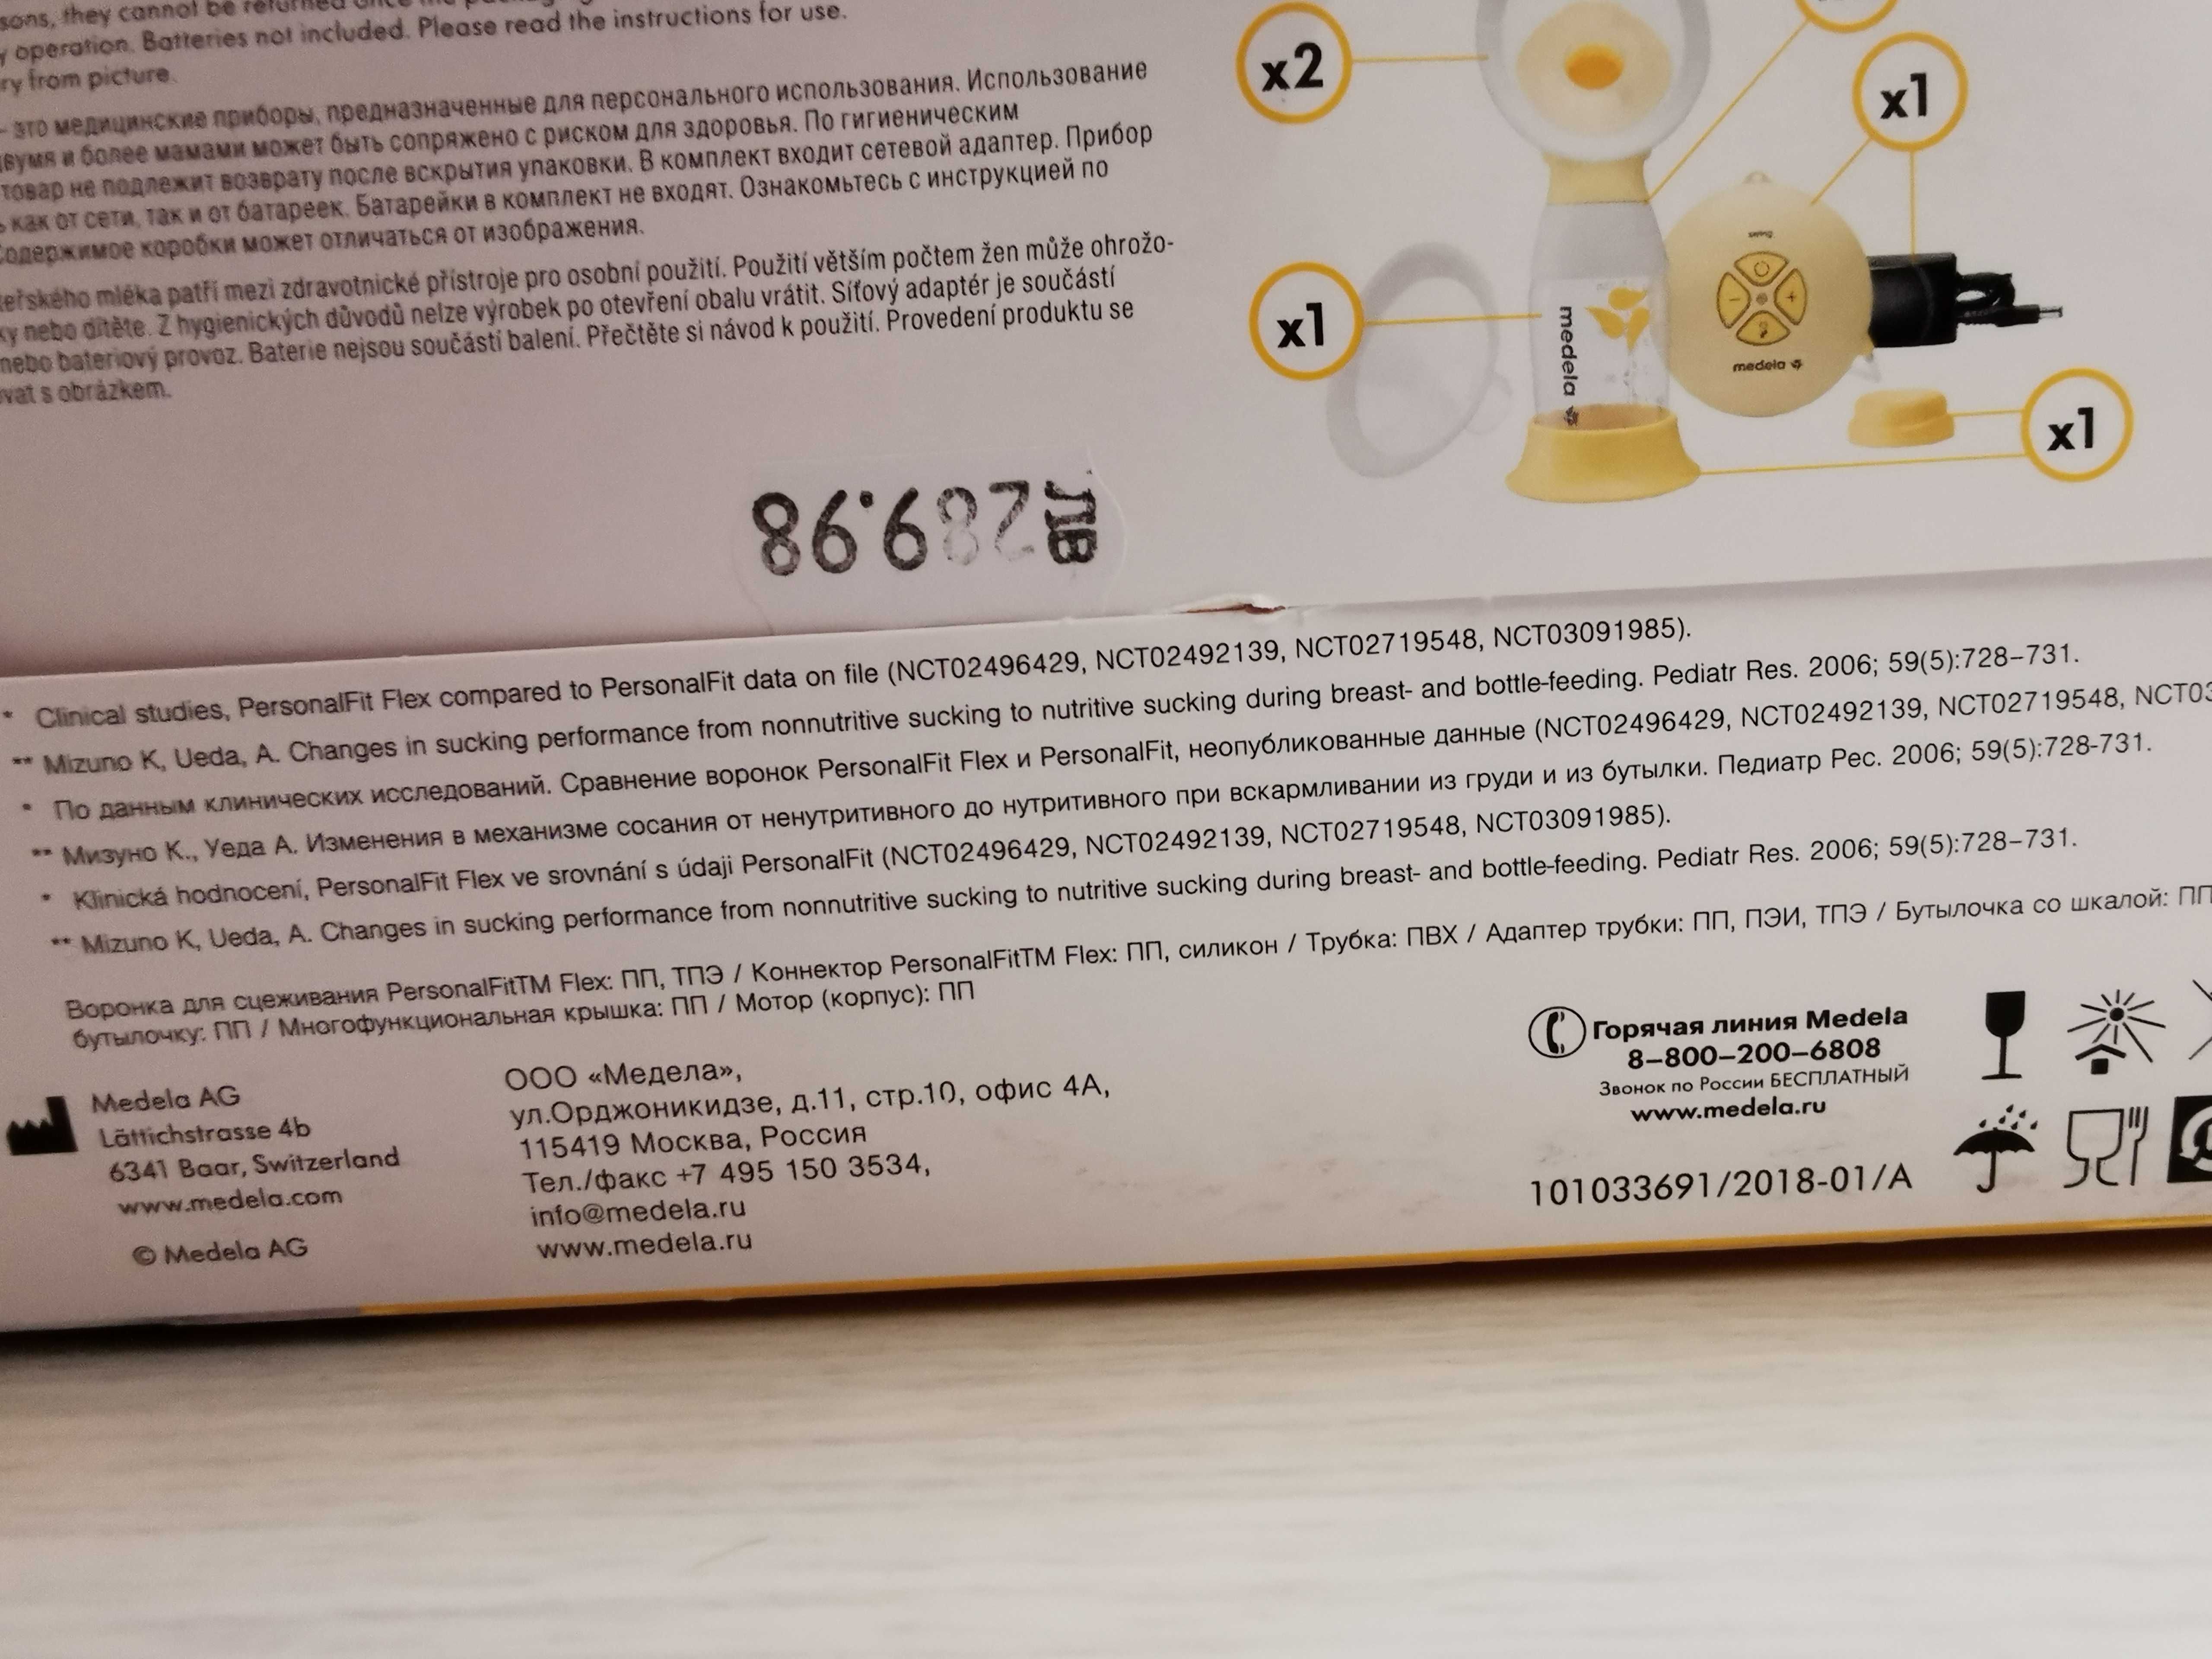 sons, they cannot be returned once the
y operation. Batteries not included. Please read the instructions for use.
ry from picture.
- это медицинские приборы, предназначенные для персонального использования. Использование
двумя и более мамами может быть сопряжено с риском для здоровья. По гигиеническим
товар не подлежит возврату после вскрытия упаковки. В комплект входит сетевой адаптер. Прибор
ь как от сети, так и от батареек. Батарейки в комплект не входят. Ознакомьтесь с инструкцией по
Содержимое коробки может отличаться от изображения.
eřského mléka patří mezi zdravotnické přístroje pro osobní použití. Použití větším počtem žen může ohrožo-
ky nebo dítěte. Z hygienických důvodů nelze výrobek po otevření obalu vrátit. Síťový adaptér je součástí
nebo bateriový provoz. Baterie nejsou součástí balení. Přečtěte si návod k použití. Provedení produktu se
vat s obrázkem.
x2
x1
x1
x1
swing
medela
medela
* Clinical studies, PersonalFit Flex compared to PersonalFit data on file (NCT02496429, NCT02492139, NCT02719548, NCT03091985).
** Mizuno K, Ueda, A. Changes in sucking performance from nonnutritive sucking to nutritive sucking during breast- and bottle-feeding. Pediatr Res. 2006; 59(5):728–731.
* По данным клинических исследований. Сравнение воронок PersonalFit Flex и PersonalFit, неопубликованные данные (NCT02496429, NCT02492139, NCT02719548, NCT03
** Мизуно К., Уеда А. Изменения в механизме сосания от ненутритивного до нутритивного при вскармливании из груди и из бутылки. Педиатр Рес. 2006; 59(5):728-731.
* Klinická hodnocení, PersonalFit Flex ve srovnání s údaji PersonalFit (NCT02496429, NCT02492139, NCT02719548, NCT03091985).
** Mizuno K, Ueda, A. Changes in sucking performance from nonnutritive sucking to nutritive sucking during breast- and bottle-feeding. Pediatr Res. 2006; 59(5):728–731.
Воронка для сцеживания PersonalFitTM Flex: ПП, ТПЭ / Коннектор PersonalFitTM Flex: ПП, силикон / Трубка: ПВХ / Адаптер трубки: ПП, ПЭИ, ТПЭ / Бутылочка со шкалой: ПП
бутылочку: ПП / Многофункциональная крышка: ПП / Мотор (корпус): ПП
Medela AG
Lättichstrasse 4b
6341 Baar, Switzerland
www.medela.com
© Medela AG
ООО «Медела»,
ул.Орджоникидзе, д.11, стр.10, офис 4А,
115419 Москва, Россия
Тел./факс +7 495 150 3534,
info@medela.ru
www.medela.ru
Горячая линия Medela
8–800–200–6808
Звонок по России БЕСПЛАТНЫЙ
www.medela.ru
101033691/2018-01/A